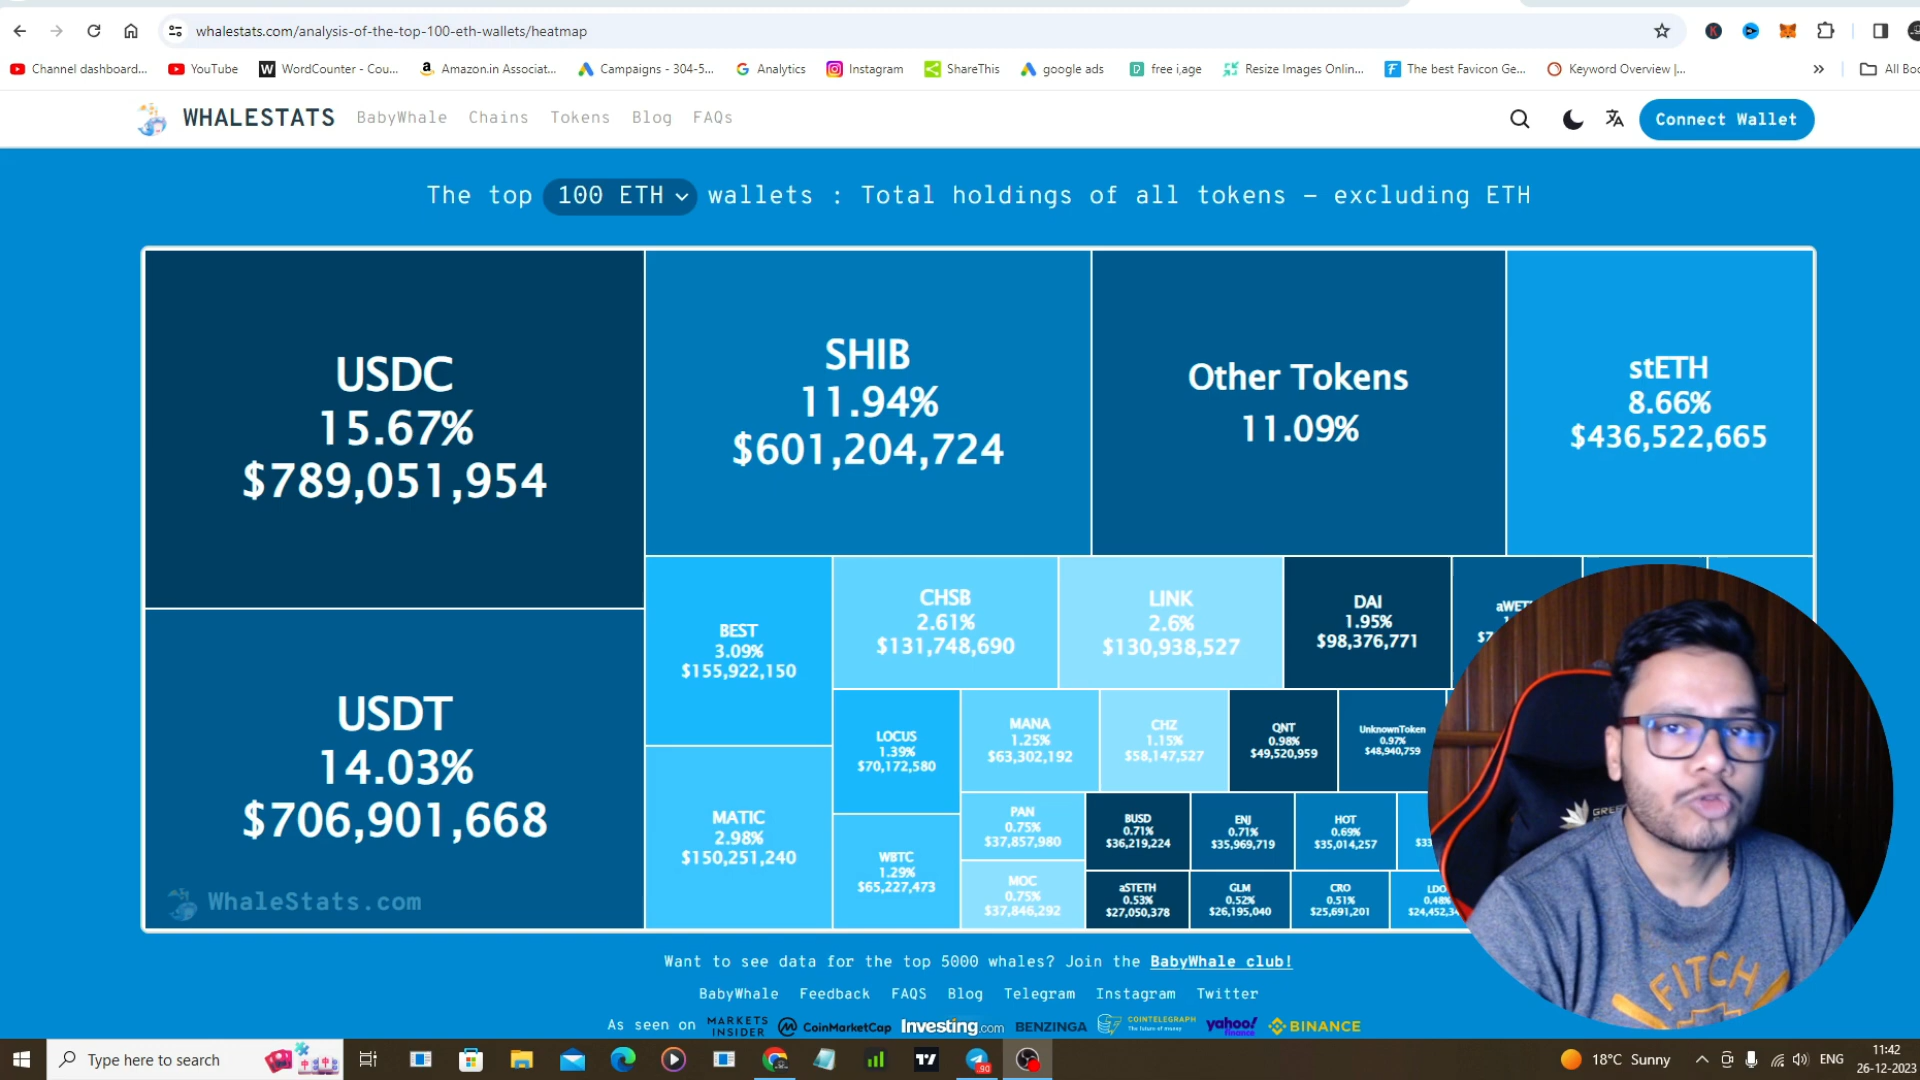 whalestats.com/analysis-of-the-top-100-eth-wallets/heatmap
Channel dashboard... YouTube WordCounter - Cou... Amazon.in Associat... Campaigns - 304-5... Analytics Instagram ShareThis google ads free i,age Resize Images Onlin... The best Favicon Ge... Keyword Overview |... » All Boo
WHALESTATS BabyWhale Chains Tokens Blog FAQs Connect Wallet
The top 100 ETH wallets : Total holdings of all tokens – excluding ETH
USDC
15.67%
$789,051,954
SHIB
11.94%
$601,204,724
Other Tokens
11.09%
stETH
8.66%
$436,522,665
USDT
14.03%
$706,901,668
WhaleStats.com
BEST
3.09%
$155,922,150
MATIC
2.98%
$150,251,240
CHSB
2.61%
$131,748,690
LINK
2.6%
$130,938,527
DAI
1.95%
$98,376,771
LOCUS
1.39%
$70,172,580
WBTC
1.29%
$65,227,473
MANA
1.25%
$63,302,192
CHZ
1.15%
$58,147,527
QNT
0.98%
$49,520,959
UnknownToken
0.97%
$48,940,759
PAN
0.75%
$37,857,980
MOC
0.75%
$37,846,292
BUSD
0.71%
$36,219,224
ENJ
0.71%
$35,969,719
HOT
0.69%
$35,014,257
aSTETH
0.53%
$27,050,378
GLM
0.52%
$26,195,040
CRO
0.51%
$25,691,201
LDO
0.48%
Want to see data for the top 5000 whales? Join the BabyWhale club!
BabyWhale Feedback FAQS Blog Telegram Instagram Twitter
As seen on MARKETS INSIDER CoinMarketCap Investing.com BENZINGA COINTELEGRAPH The future of money yahoo! finance BINANCE
FITCH
Type here to search
90
18°C Sunny
ENG
11:42
26-12-2023